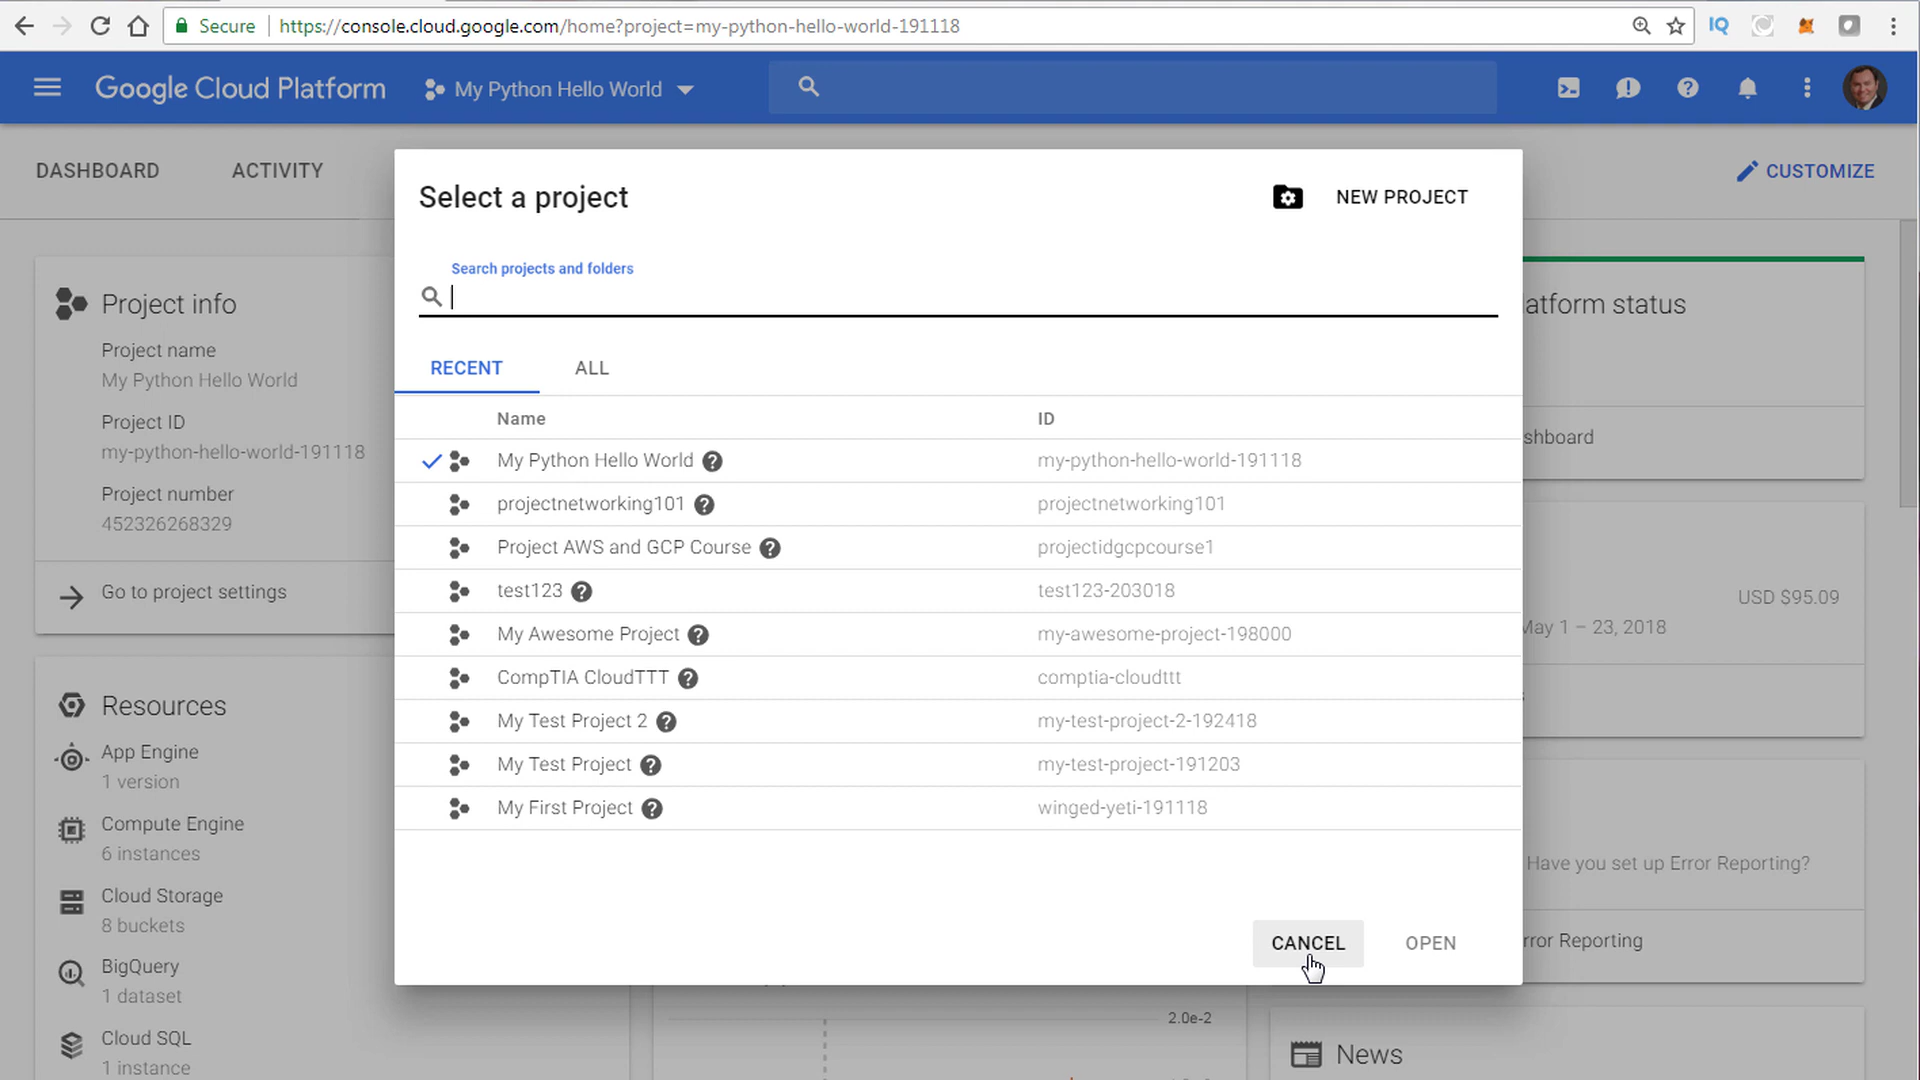 Secure
https://console.cloud.google.com/home?project=my-python-hello-world-191118
IQ
Google Cloud Platform
My Python Hello World
DASHBOARD
ACTIVITY
CUSTOMIZE
Select a project
NEW PROJECT
Search projects and folders
RECENT
ALL
Name
ID
My Python Hello World
my-python-hello-world-191118
projectnetworking101
projectnetworking101
Project AWS and GCP Course
projectidgcpcourse1
test123
test123-203018
My Awesome Project
my-awesome-project-198000
CompTIA CloudTTT
comptia-cloudttt
My Test Project 2
my-test-project-2-192418
My Test Project
my-test-project-191203
My First Project
winged-yeti-191118
CANCEL
OPEN
Project info
Project name
My Python Hello World
Project ID
my-python-hello-world-191118
Project number
452326268329
Go to project settings
Resources
App Engine
1 version
Compute Engine
6 instances
Cloud Storage
8 buckets
BigQuery
1 dataset
Cloud SQL
1 instance
2.0e-2
atform status
shboard
USD $95.09
May 1 – 23, 2018
Have you set up Error Reporting?
rror Reporting
News